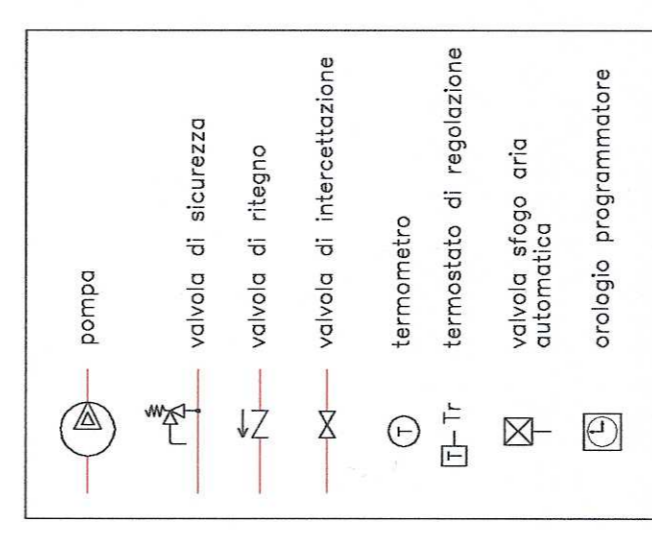 pompa
valvola di sicurezza
valvola di ritegno
valvola di intercettazione
T
termometro
T Tr
termostato di regolazione
valvola sfogo aria
automatica
orologio programmatore